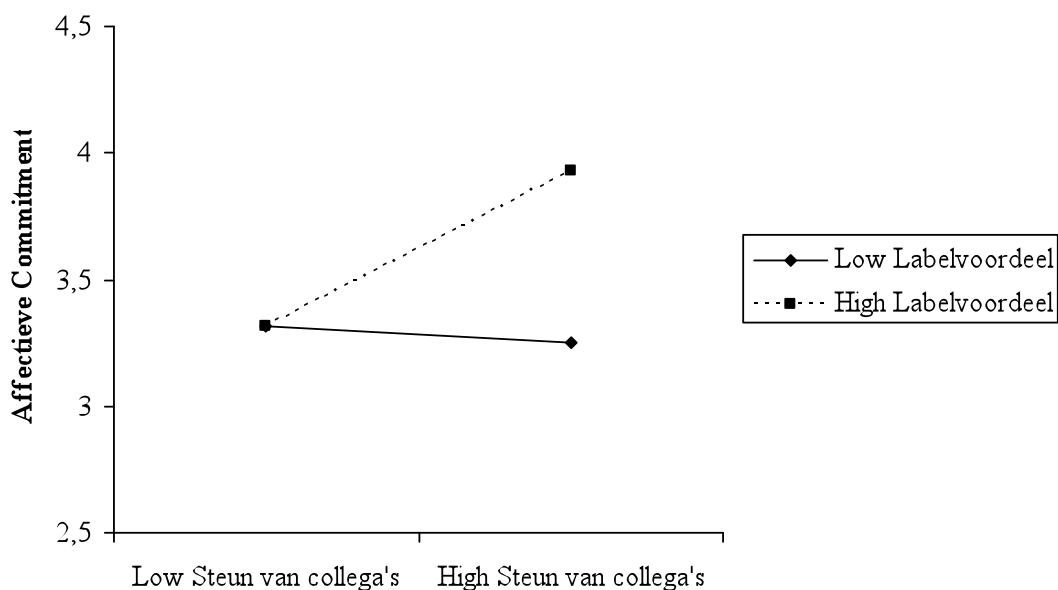 4,5
4
3,5
3
2,5
Affectieve Commitment
Low Steun van collega's
High Steun van collega's
Low Labelvoordeel
High Labelvoordeel